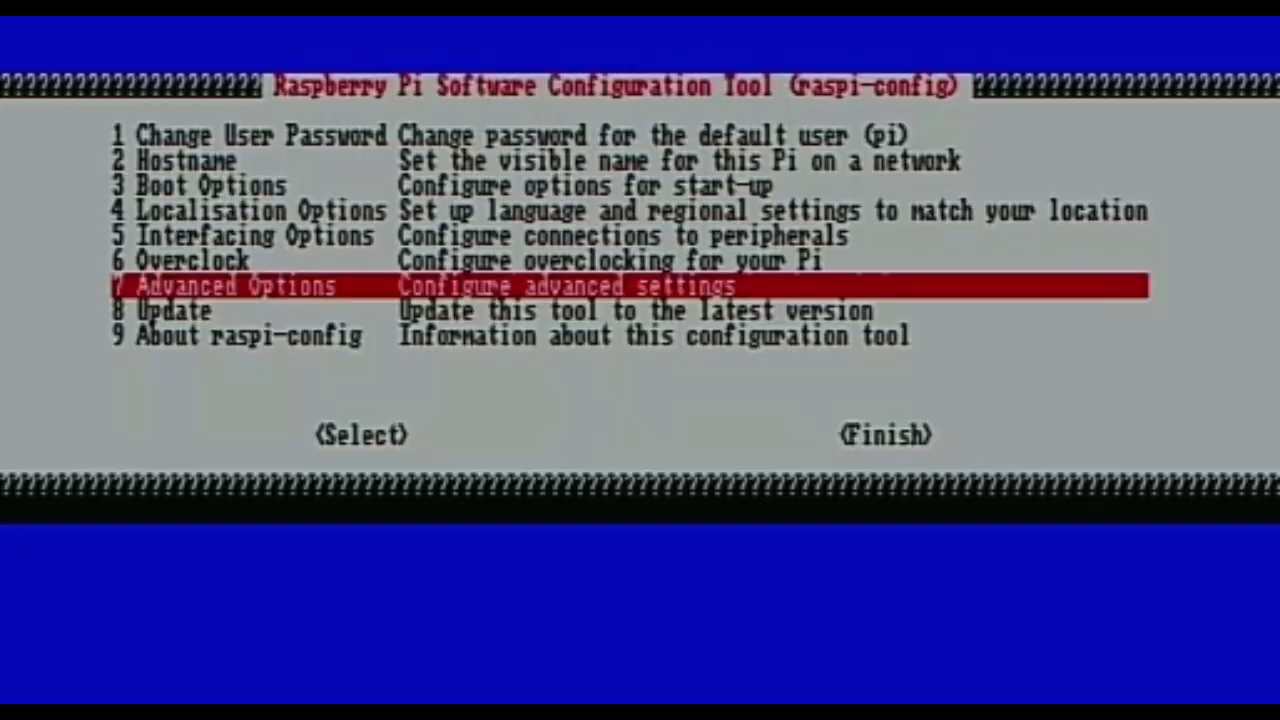 Raspberry Pi Software Configuration Tool (raspi-config)
1 Change User Password Change password for the default user (pi)
2 Hostname Set the visible name for this Pi on a network
3 Boot Options Configure options for start-up
4 Localisation Options Set up language and regional settings to match your location
5 Interfacing Options Configure connections to peripherals
6 Overclock Configure overclocking for your Pi
7 Advanced Options Configure advanced settings
8 Update Update this tool to the latest version
9 About raspi-config Information about this configuration tool
<Select> <Finish>